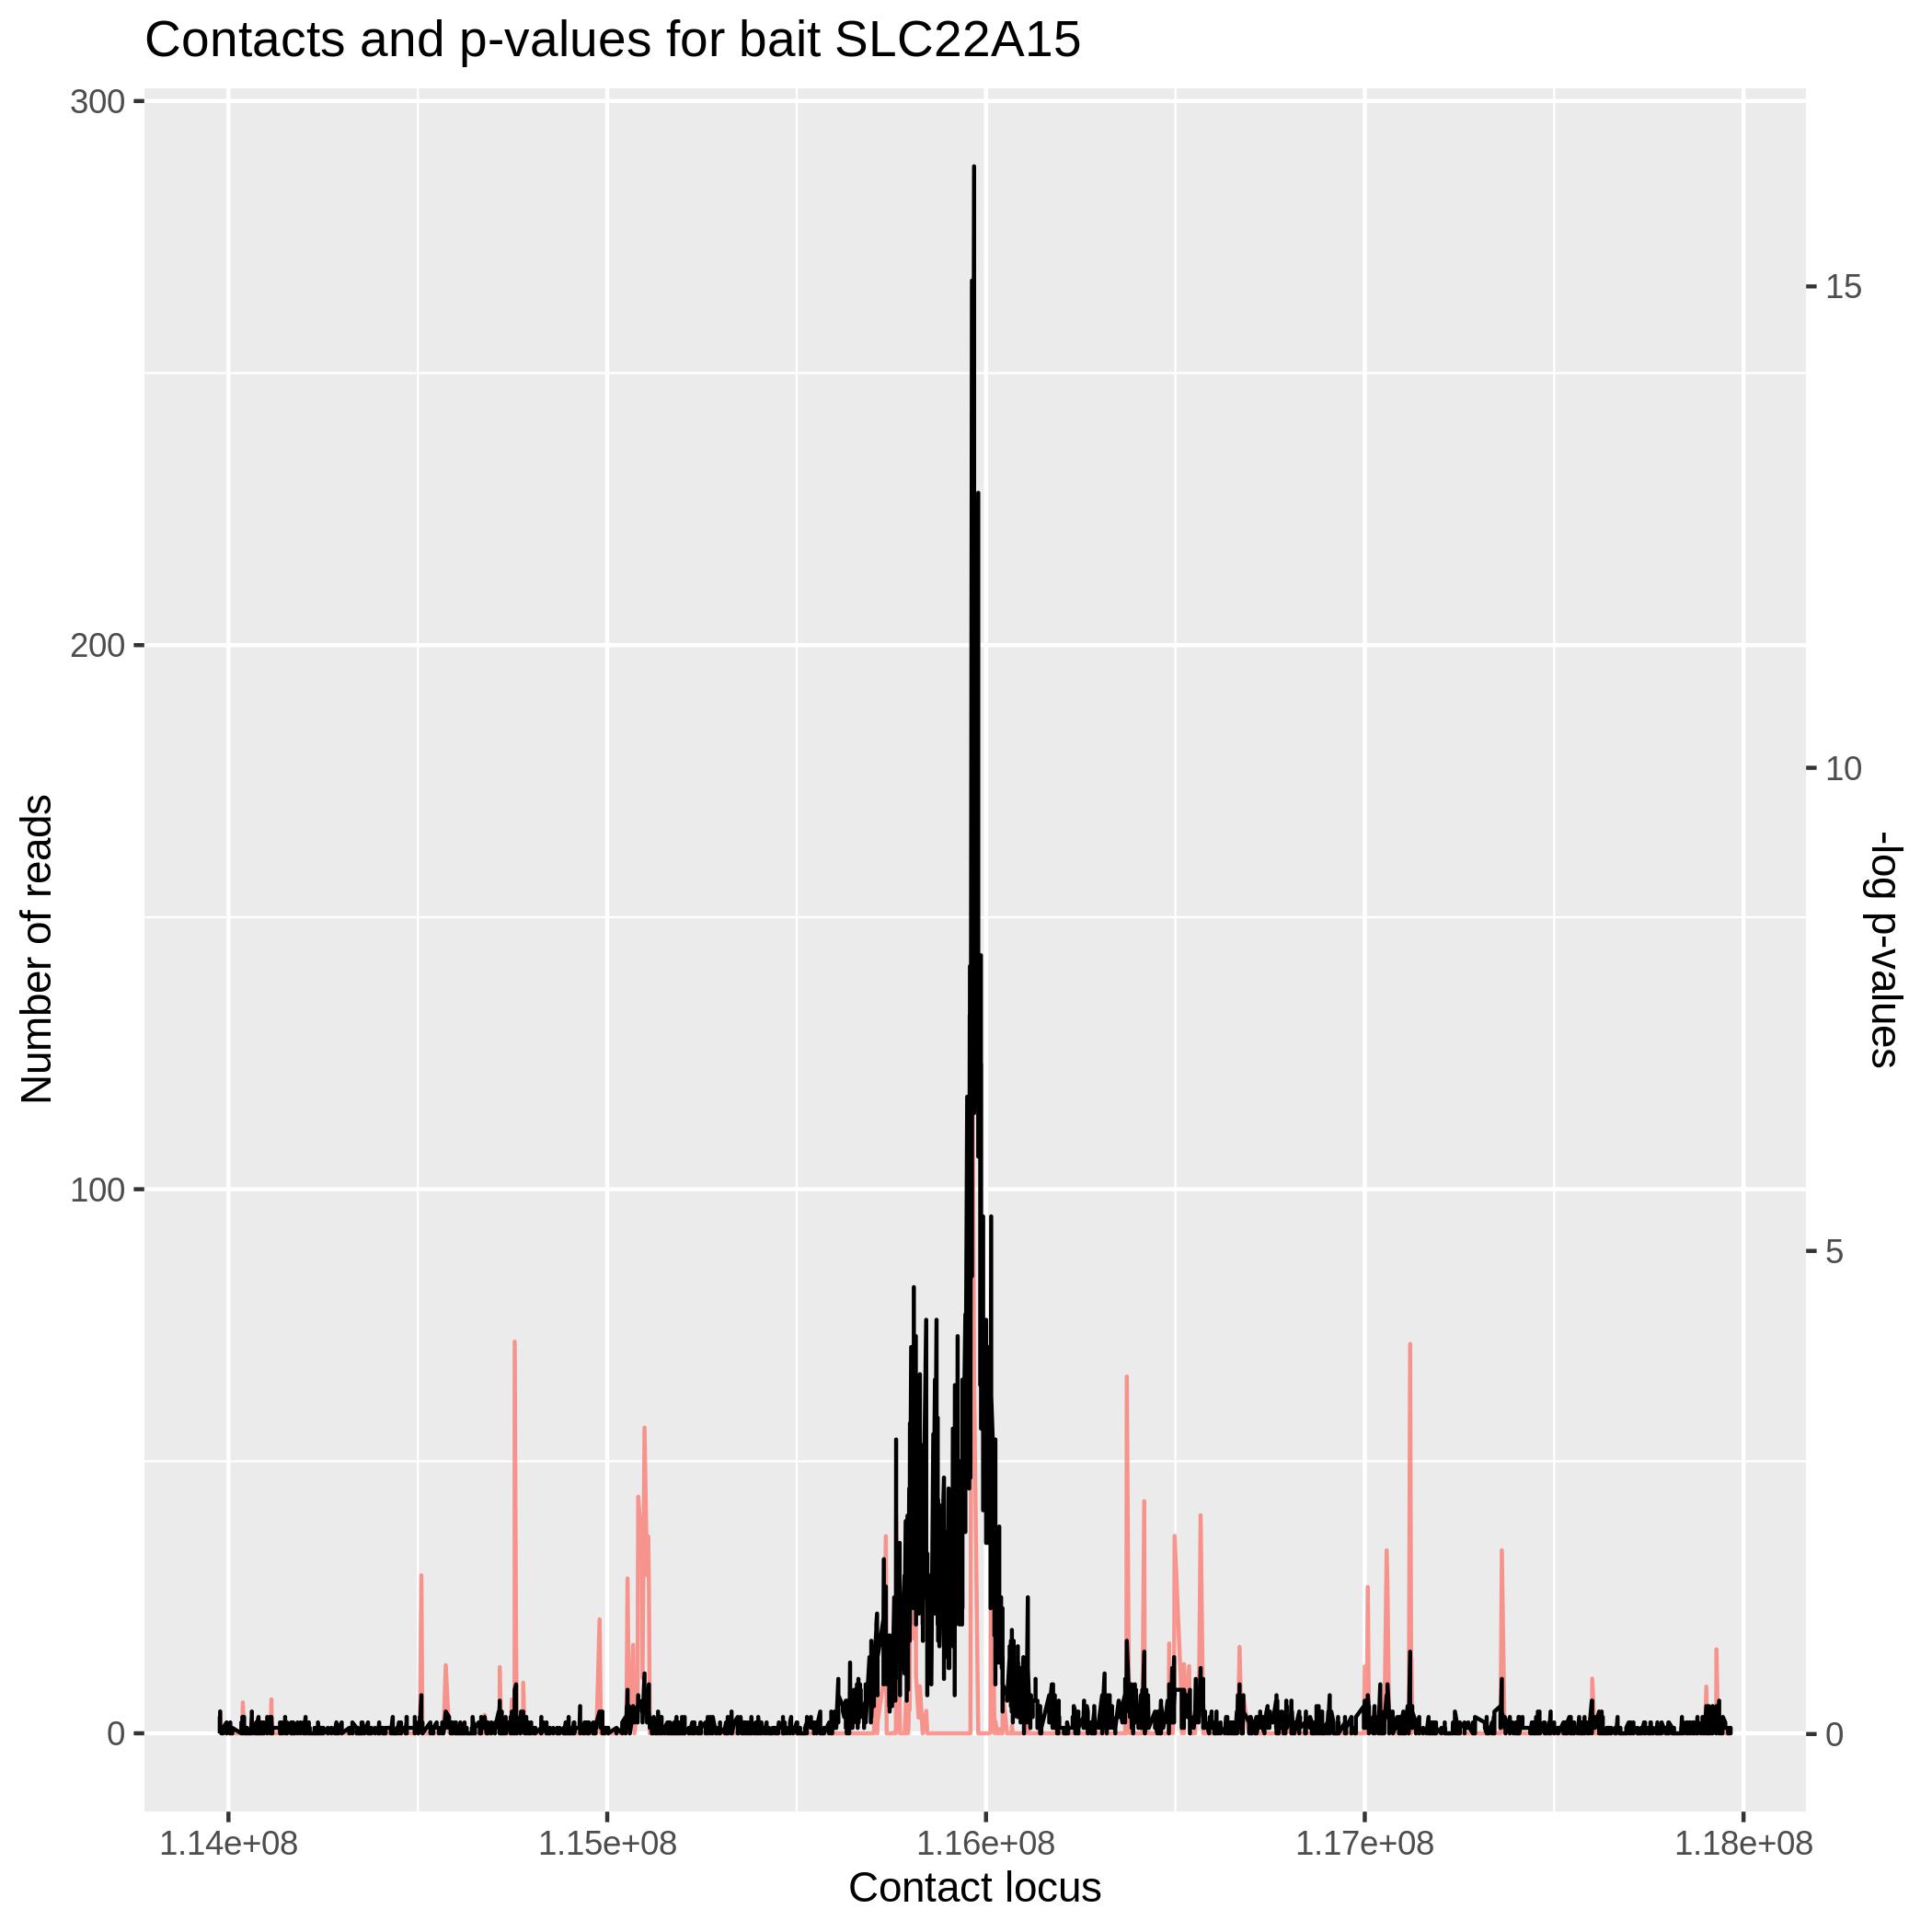 Contacts and p-values for bait SLC22A15
300
200
100
0
Number of reads
15
10
5
0
-log p-values
1.14e+08 1.15e+08 1.16e+08 1.17e+08 1.18e+08
Contact locus